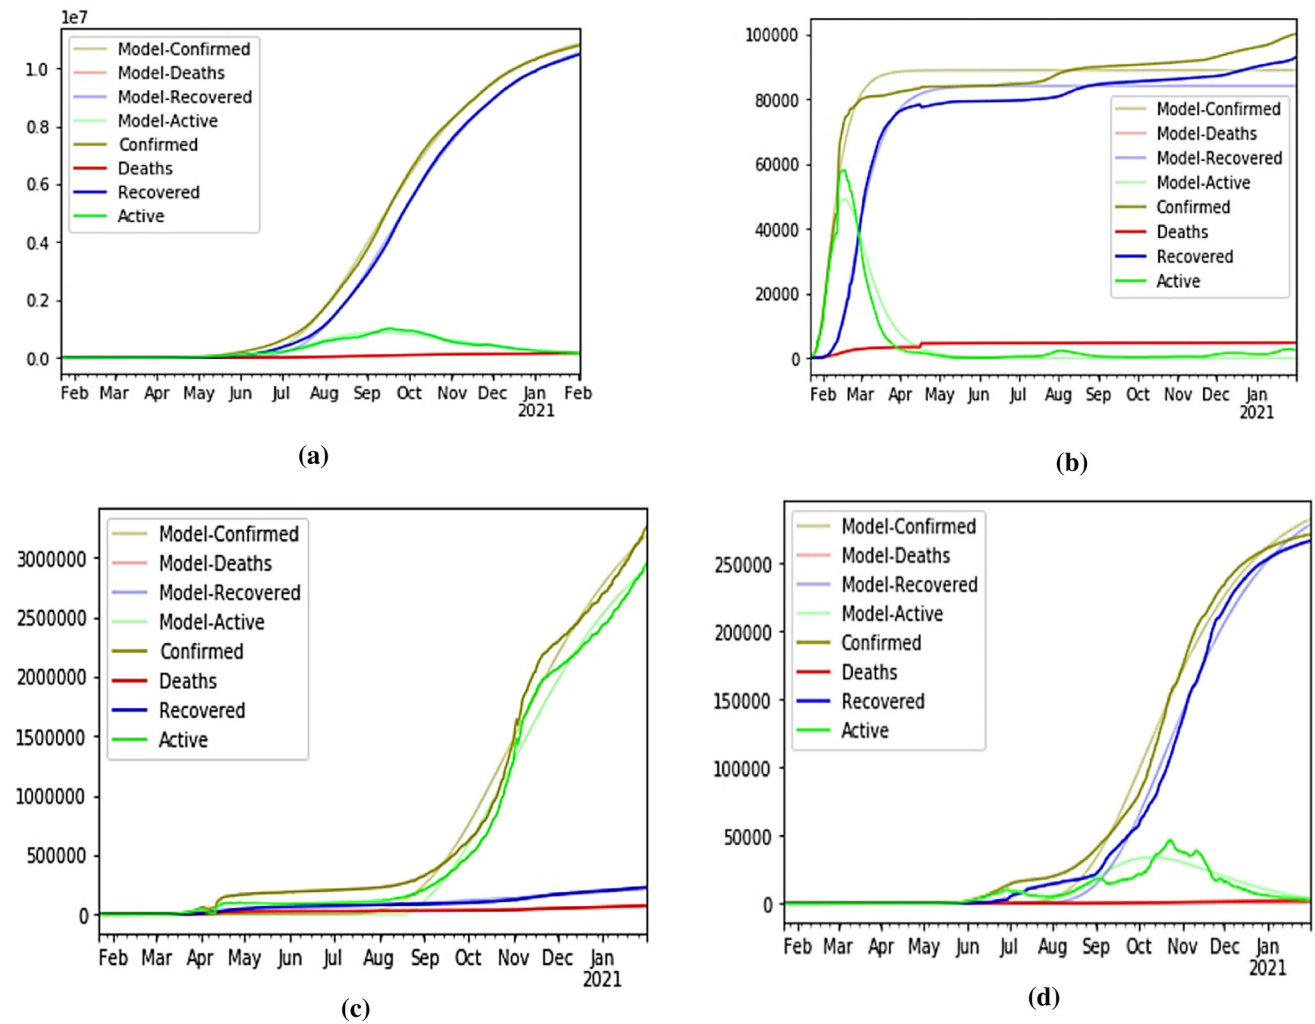 1e7
Model-Confirmed
Model-Deaths
Model-Recovered
Model-Active
Confirmed
Deaths
Recovered
Active
1.0
0.8
0.6
0.4
0.2
0.0
Feb Mar Apr May Jun Jul Aug Sep Oct Nov Dec Jan Feb
2021
(a)
100000
80000
60000
40000
20000
0
Model-Confirmed
Model-Deaths
Model-Recovered
Model-Active
Confirmed
Deaths
Recovered
Active
Feb Mar Apr May Jun Jul Aug Sep Oct Nov Dec Jan
2021
(b)
Model-Confirmed
Model-Deaths
Model-Recovered
Model-Active
Confirmed
Deaths
Recovered
Active
3000000
2500000
2000000
1500000
1000000
500000
0
Feb Mar Apr May Jun Jul Aug Sep Oct Nov Dec Jan
2021
(c)
Model-Confirmed
Model-Deaths
Model-Recovered
Model-Active
Confirmed
Deaths
Recovered
Active
250000
200000
150000
100000
50000
0
Feb Mar Apr May Jun Jul Aug Sep Oct Nov Dec Jan
2021
(d)